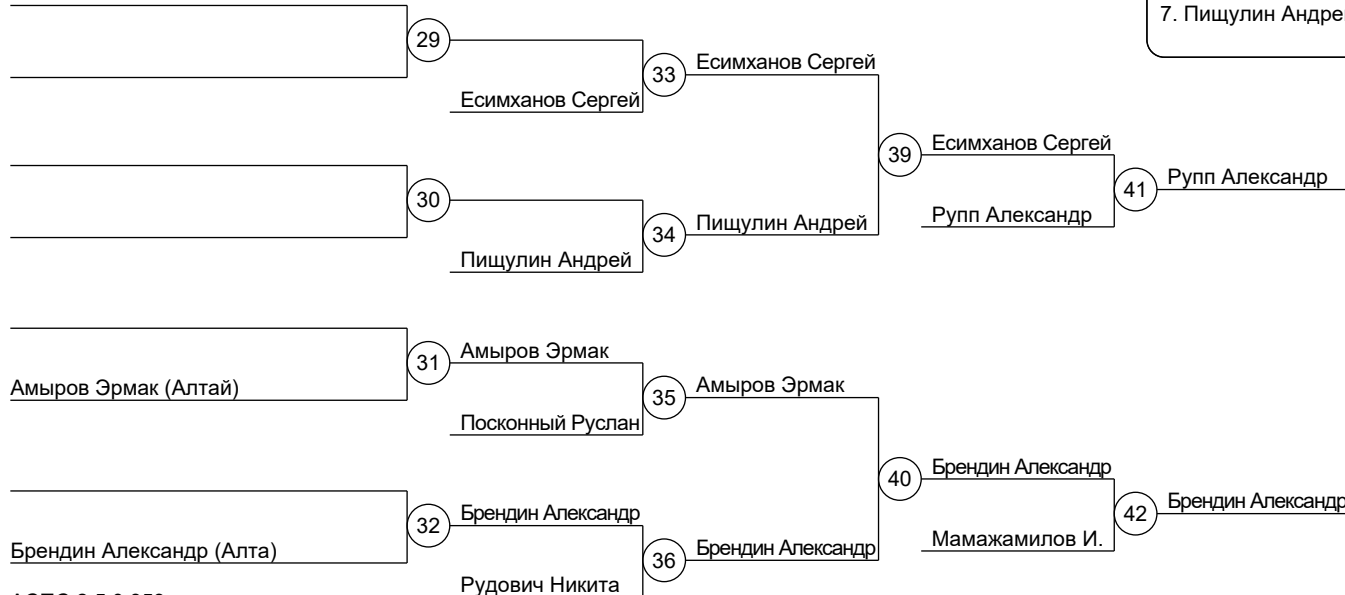 7. Пищулин Андрей
29
33
Есимханов Сергей
Есимханов Сергей
39
Есимханов Сергей
41
Рупп Александр
30
34
Пищулин Андрей
Рупп Александр
Пищулин Андрей
31
Амыров Эрмак
Амыров Эрмак (Алтай)
35
Амыров Эрмак
Посконный Руслан
40
Брендин Александр
42
Брендин Александр
32
Брендин Александр
Мамажамилов И.
Брендин Александр (Алта)
36
Брендин Александр
Рудович Никита